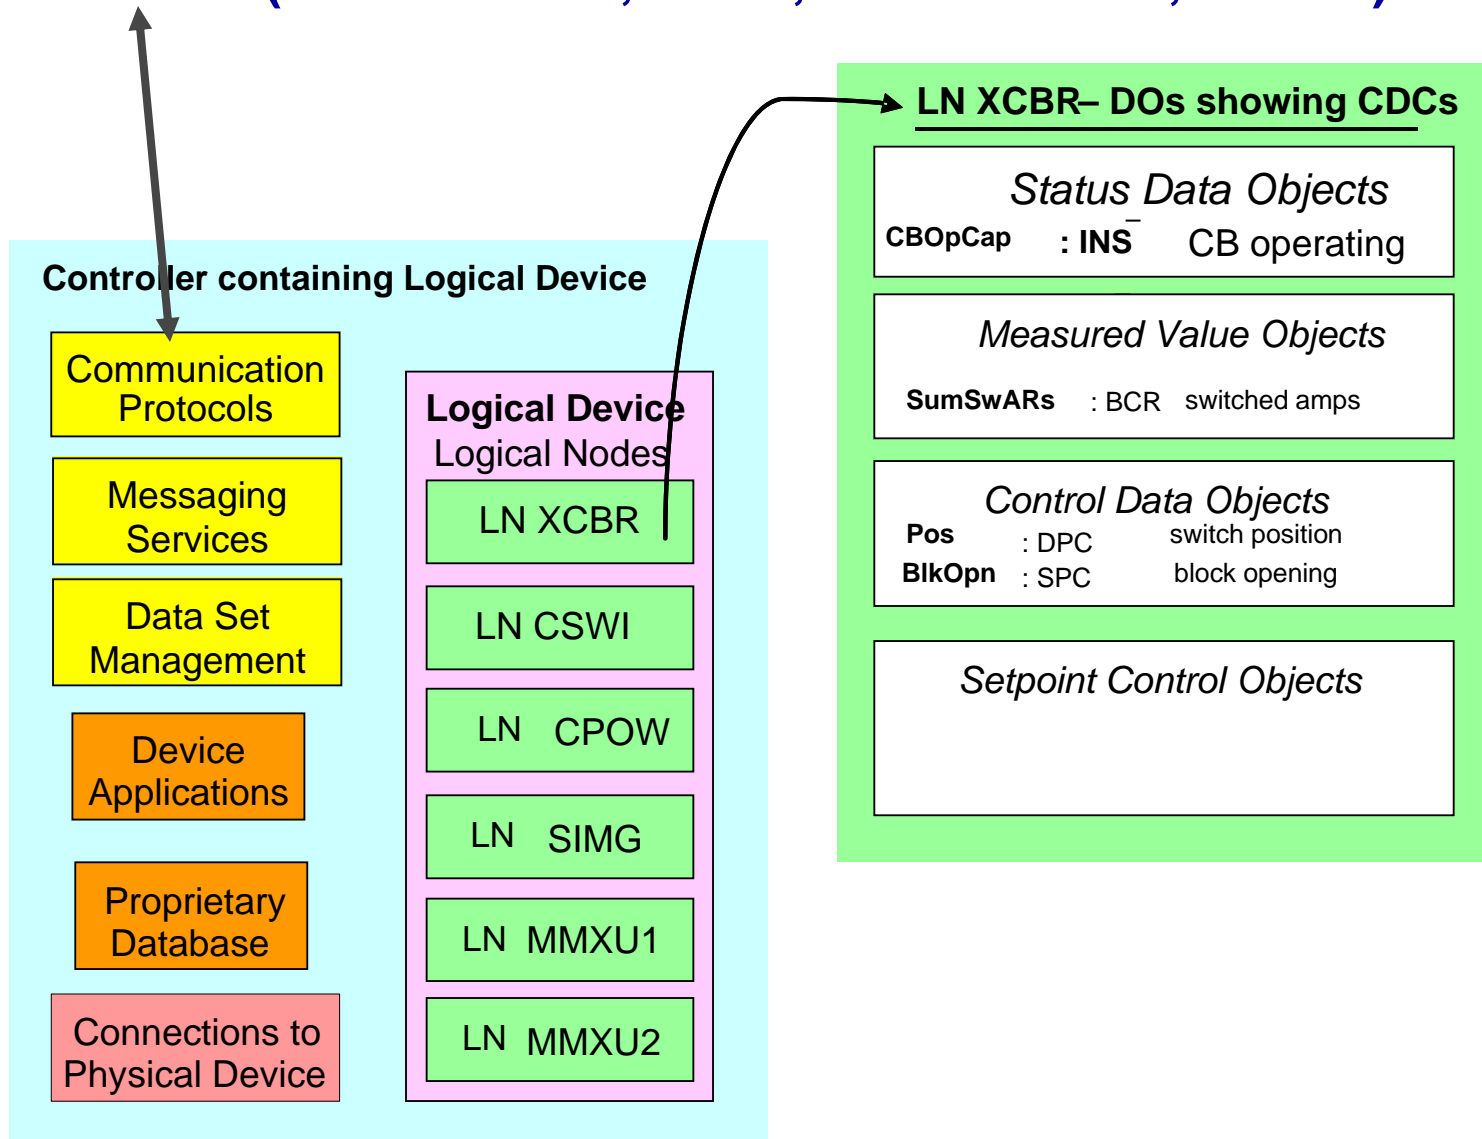 LN XCBR– DOs showing CDCs
Status Data Objects
CBOpCap : INS CB operating
Measured Value Objects
SumSwARs : BCR switched amps
Control Data Objects
Pos : DPC switch position
BlkOpn : SPC block opening
Setpoint Control Objects
Controller containing Logical Device
Communication
Protocols
Messaging
Services
Data Set
Management
Device
Applications
Proprietary
Database
Connections to
Physical Device
Logical Device
Logical Nodes
LN XCBR
LN CSWI
LN CPOW
LN SIMG
LN MMXU1
LN MMXU2